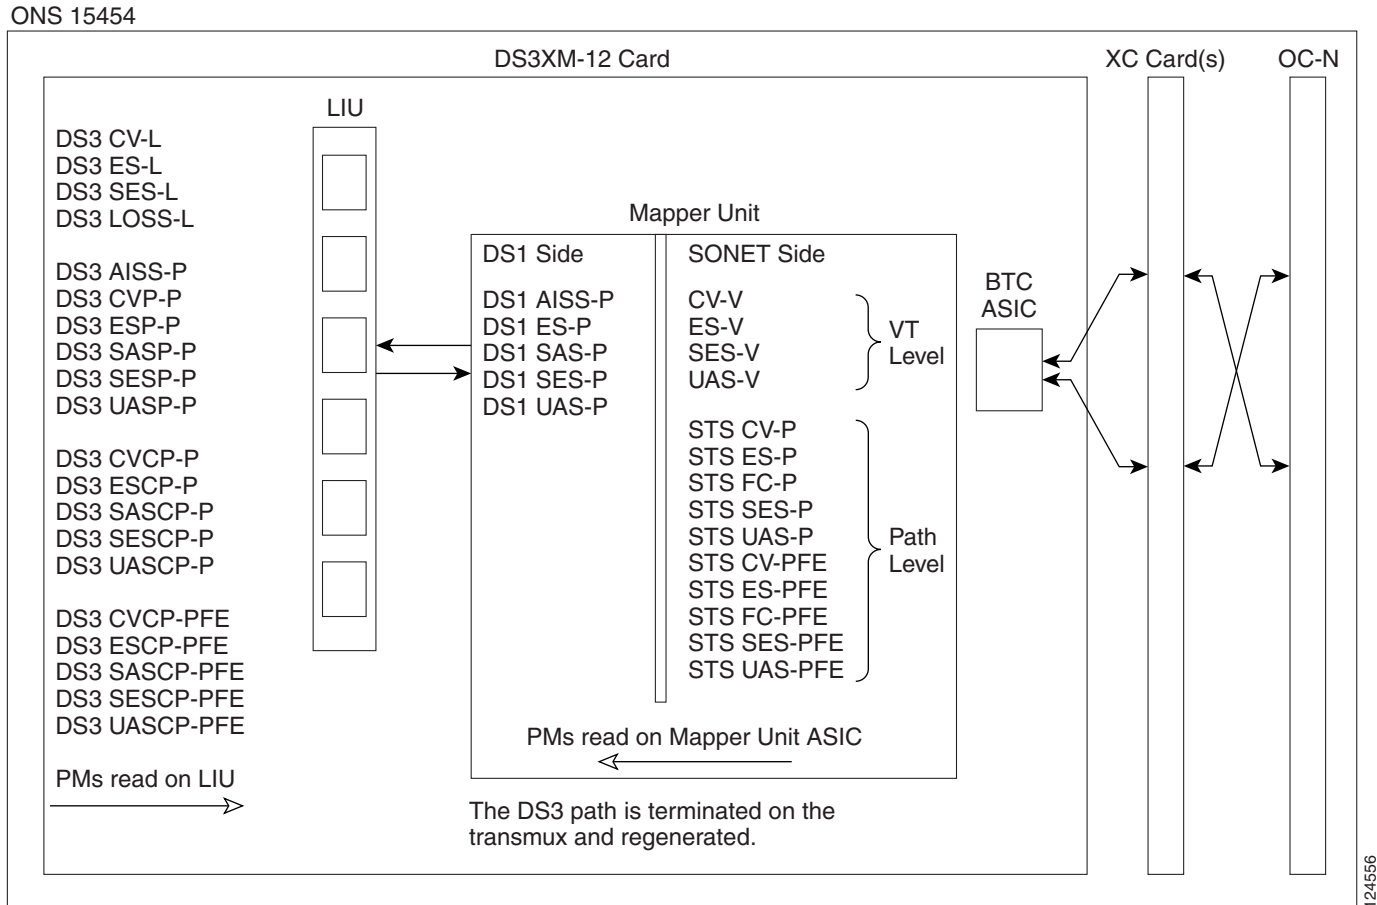 ONS 15454
DS3XM-12 Card
XC Card(s)
OC-N
LIU
DS3 CV-L
DS3 ES-L
DS3 SES-L
DS3 LOSS-L
DS3 AISS-P
DS3 CVP-P
DS3 ESP-P
DS3 SASP-P
DS3 SESP-P
DS3 UASP-P
DS3 CVCP-P
DS3 ESCP-P
DS3 SASCP-P
DS3 SESCP-P
DS3 UASCP-P
DS3 CVCP-PFE
DS3 ESCP-PFE
DS3 SASCP-PFE
DS3 SESCP-PFE
DS3 UASCP-PFE
PMs read on LIU
Mapper Unit
DS1 Side
DS1 AISS-P
DS1 ES-P
DS1 SAS-P
DS1 SES-P
DS1 UAS-P
SONET Side
CV-V
ES-V
SES-V
UAS-V
VT
Level
STS CV-P
STS ES-P
STS FC-P
STS SES-P
STS UAS-P
STS CV-PFE
STS ES-PFE
STS FC-PFE
STS SES-PFE
STS UAS-PFE
Path
Level
PMs read on Mapper Unit ASIC
The DS3 path is terminated on the
transmux and regenerated.
BTC
ASIC
124556